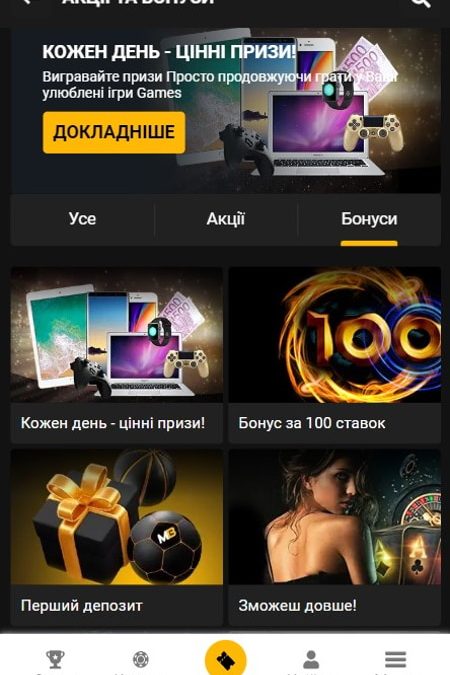 АКЦІЇ ТА БОНУСИ
КОЖЕН ДЕНЬ - ЦІННІ ПРИЗИ!
Вигравайте призи Просто продовжуючи грати у Ваші
улюблені ігри Games
ДОКЛАДНІШЕ
Усе
Акції
Бонуси
Кожен день - цінні призи!
100
Бонус за 100 ставок
MB
Перший депозит
Зможеш довше!